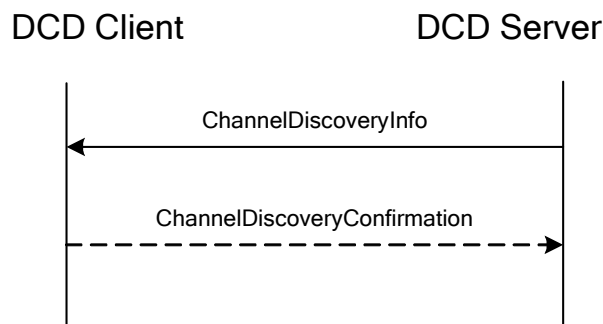 DCD Client
DCD Server
ChannelDiscoveryInfo
ChannelDiscoveryConfirmation